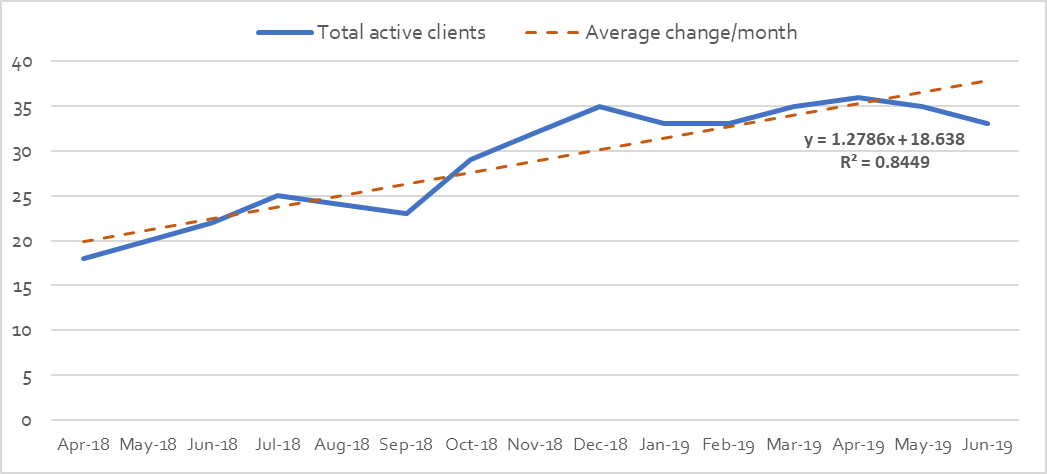 Total active clients
Average change/month
40
35
30
25
20
15
10
5
0
y = 1.2786x + 18.638
R² = 0.8449
Apr-18 May-18 Jun-18 Jul-18 Aug-18 Sep-18 Oct-18 Nov-18 Dec-18 Jan-19 Feb-19 Mar-19 Apr-19 May-19 Jun-19